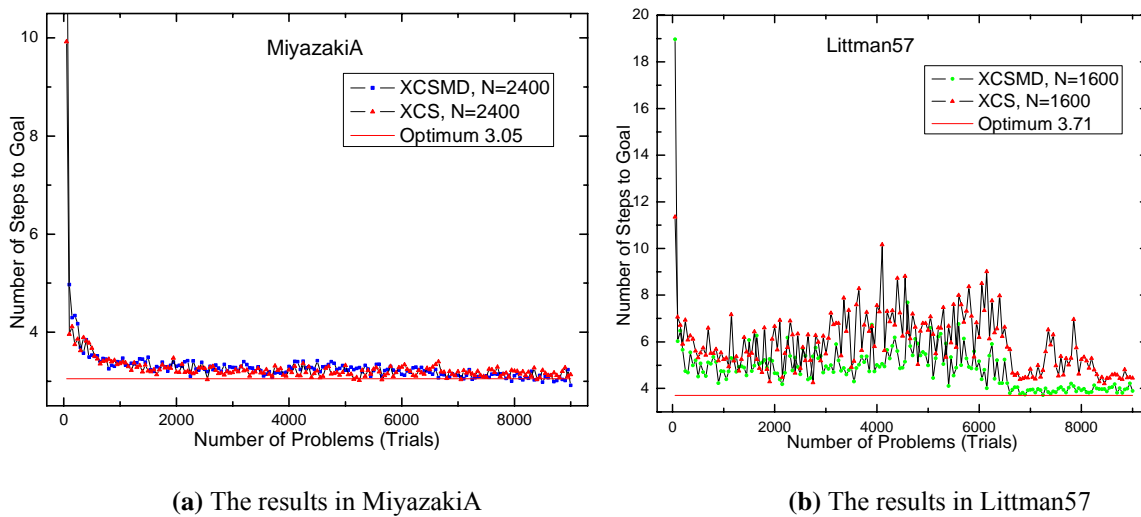 MiyazakiA
XCSMD, N=2400
XCS, N=2400
Optimum 3.05
Number of Steps to Goal
10
8
6
4
0
2000
4000
6000
8000
Number of Problems (Trials)
(a) The results in MiyazakiA
Littman57
XCSMD, N=1600
XCS, N=1600
Optimum 3.71
Number of Steps to Goal
20
18
16
14
12
10
8
6
4
0
2000
4000
6000
8000
Number of Problems (Trials)
(b) The results in Littman57